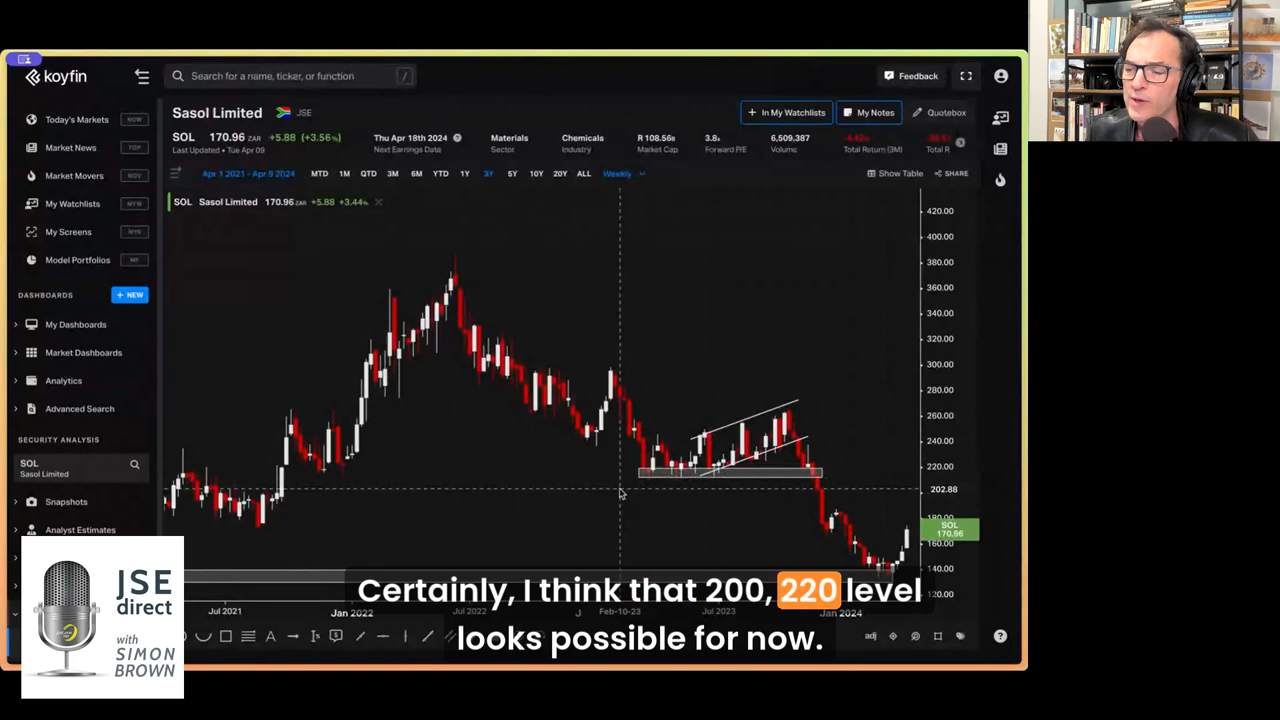 koyfin
Search for a name, ticker, or function
/
Feedback
Today's Markets
NOW
Market News
TOP
Market Movers
MOV
My Watchlists
MYW
My Screens
MYS
Model Portfolios
MP
DASHBOARDS
+ NEW
My Dashboards
Market Dashboards
Analytics
Advanced Search
SECURITY ANALYSIS
SOL
Sasol Limited
Snapshots
Analyst Estimates
Sasol Limited
JSE
+ In My Watchlists
My Notes
Quotebox
SOL 170.96 ZAR +5.88 (+3.56%)
Last Updated • Tue Apr 09
Thu Apr 18th 2024
Next Earnings Data
Materials
Sector
Chemicals
Industry
R 108.56B
Market Cap
3.8x
Forward P/E
6,509.387
Volume
Total Return (3M)
Total R
Apr 1 2021 - Apr 9 2024
MTD 1M QTD 3M 6M YTD 1Y 3Y 5Y 10Y 20Y ALL Weekly
Show Table
SHARE
SOL Sasol Limited 170.96 ZAR +5.88 +3.44%
420.00
400.00
380.00
360.00
340.00
320.00
300.00
280.00
260.00
240.00
220.00
202.88
180.00
SOL
170.96
160.00
140.00
120.00
Jul 2021
Jan 2022
Jul 2022
J
Feb-10-23
Jul 2023
Jan 2024
adj
Certainly, I think that 200, 220 level
looks possible for now.
JSE
direct
with
SIMON
BROWN